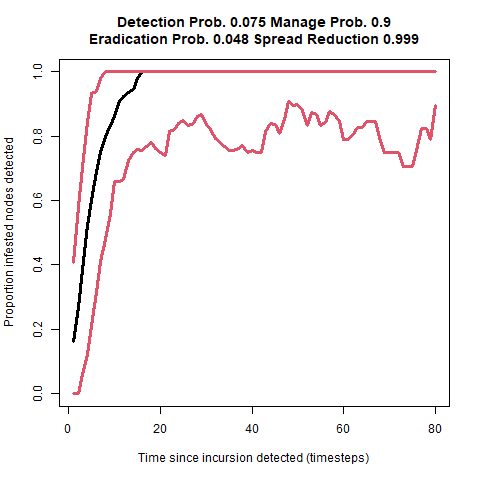 Detection Prob. 0.075 Manage Prob. 0.9
Eradication Prob. 0.048 Spread Reduction 0.999
Proportion infested nodes detected
1.0
0.8
0.6
0.4
0.2
0.0
0 20 40 60 80
Time since incursion detected (timesteps)